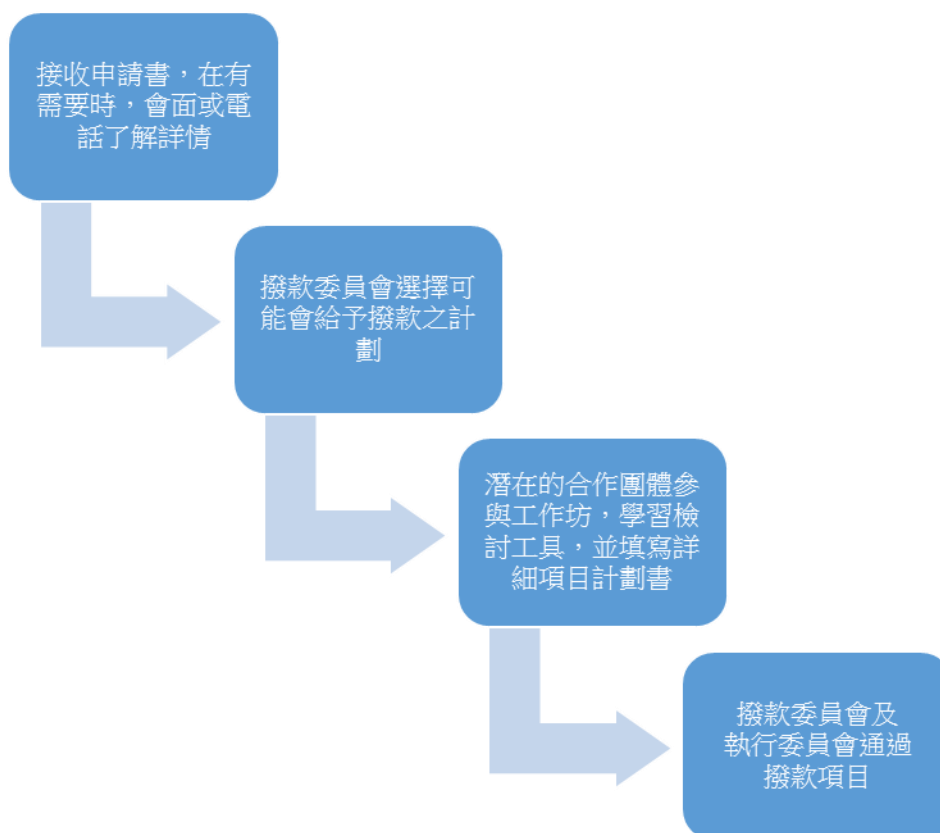 接收申請書，在有
需要時，會面或電
話了解詳情
撥款委員會選擇可
能會給予撥款之計
劃
潛在的合作團體參
與工作坊，學習檢
討工具，並填寫詳
細項目計劃書
撥款委員會及
執行委員會通過
撥款項目